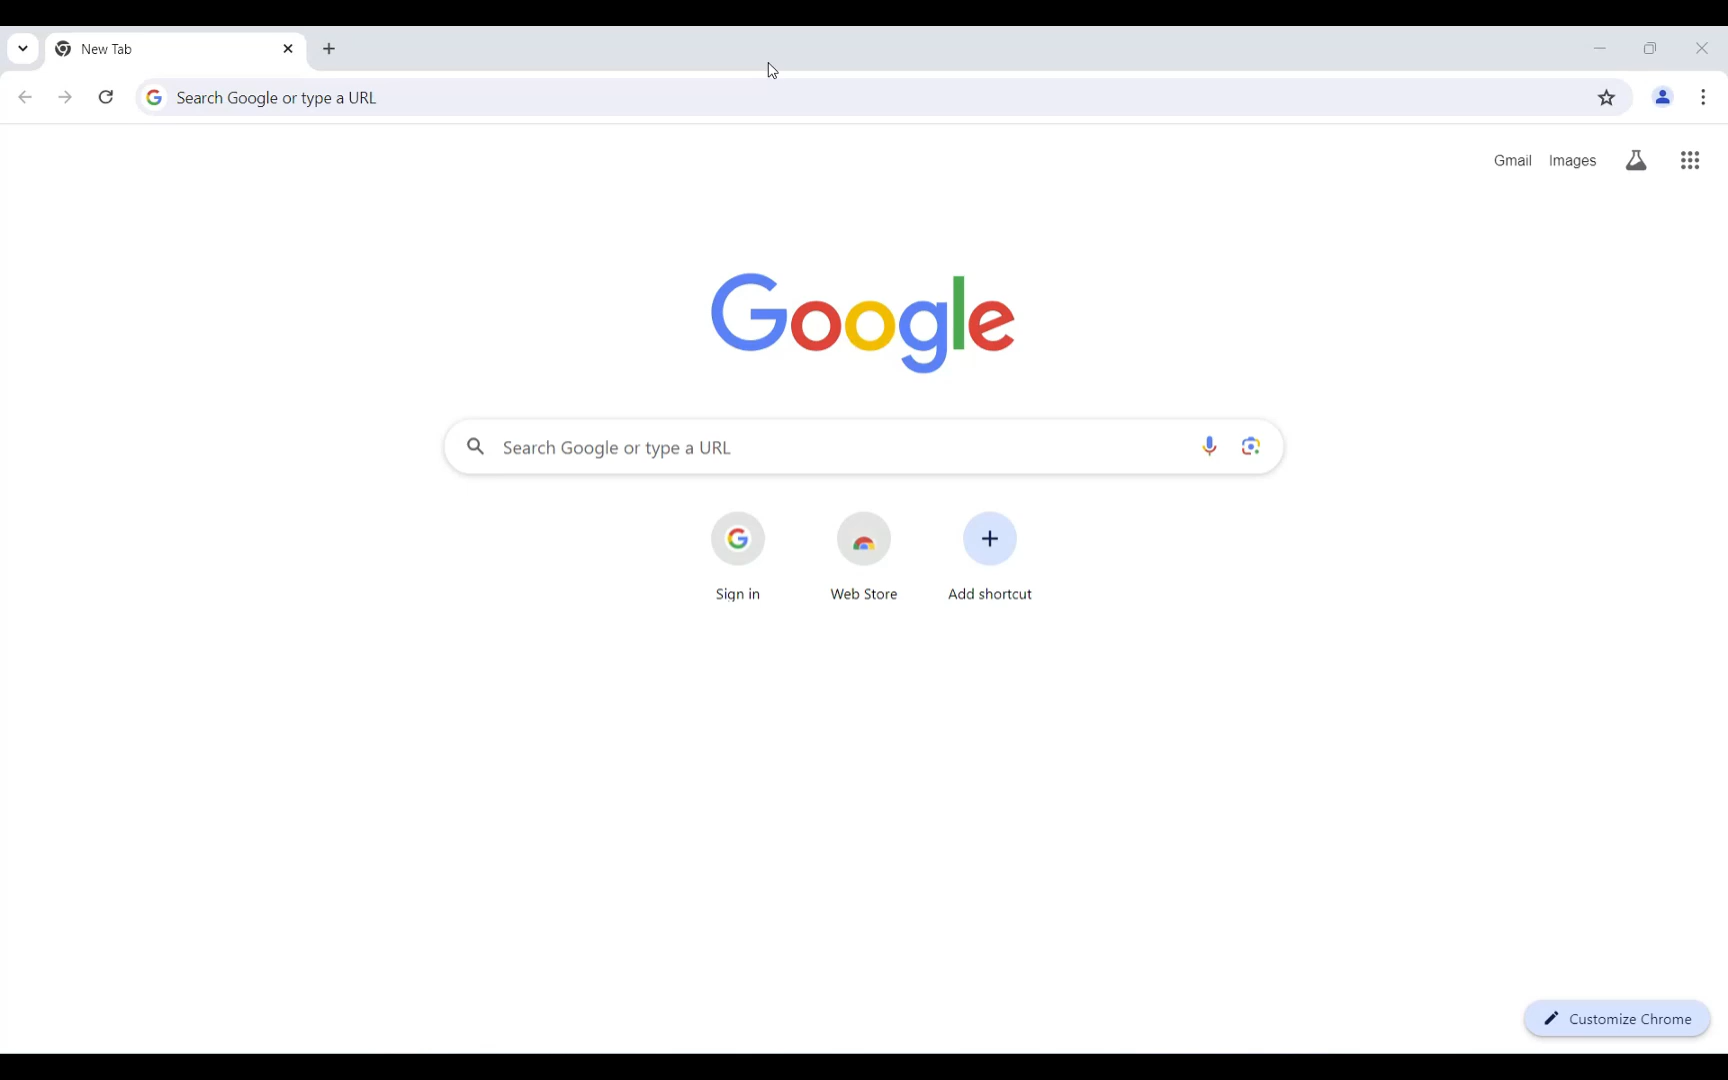 New Tab
Search Google or type a URL
Gmail Images
Google
Search Google or type a URL
Sign in Web Store Add shortcut
Customize Chrome